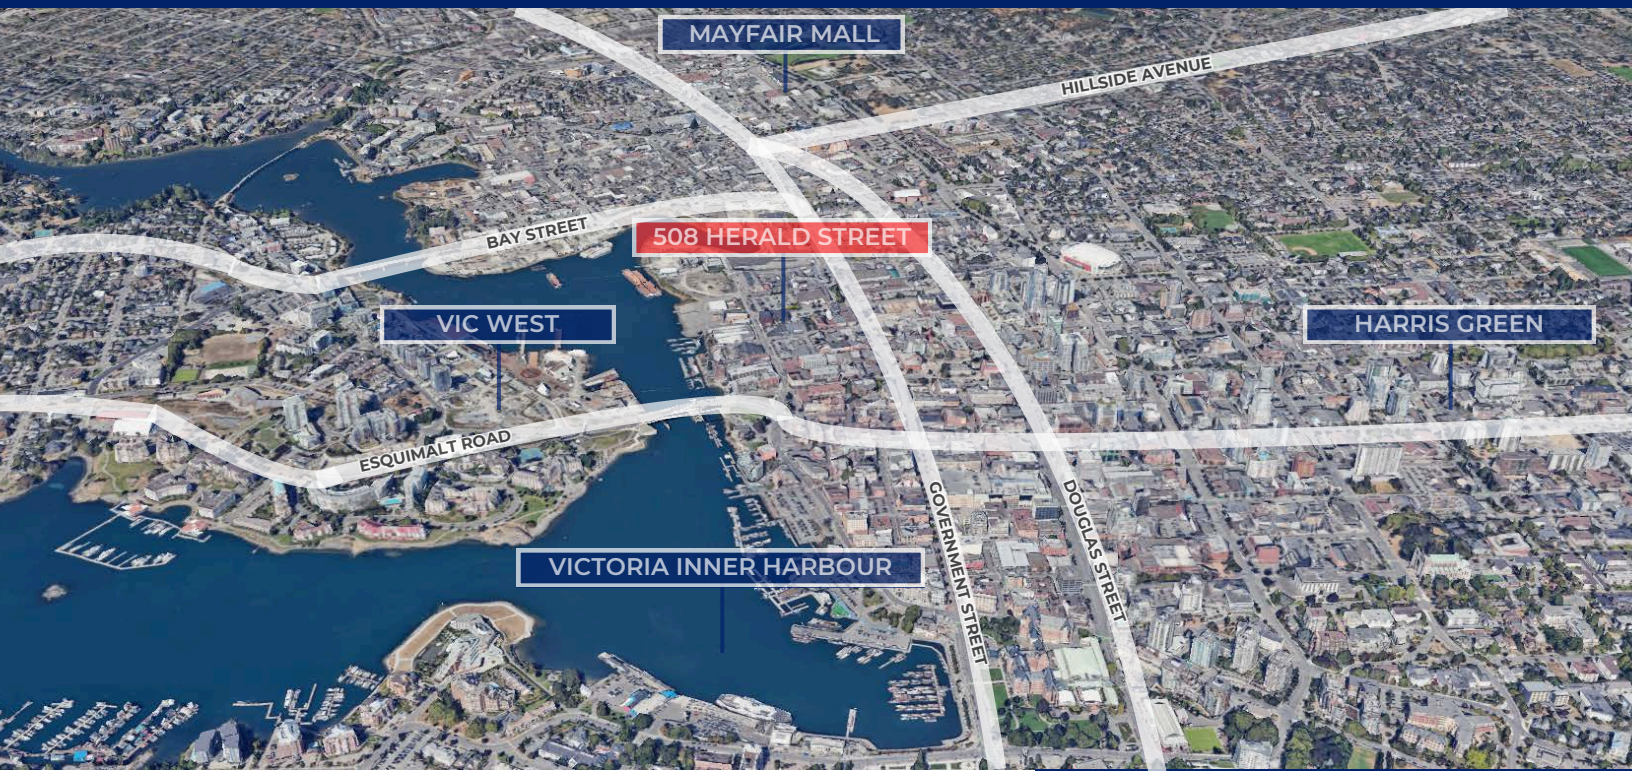 MAYFAIR MALL
HILLSIDE AVENUE
BAY STREET
508 HERALD STREET
VIC WEST
HARRIS GREEN
ESQUIMALT ROAD
GOVERNMENT STREET
DOUGLAS STREET
VICTORIA INNER HARBOUR